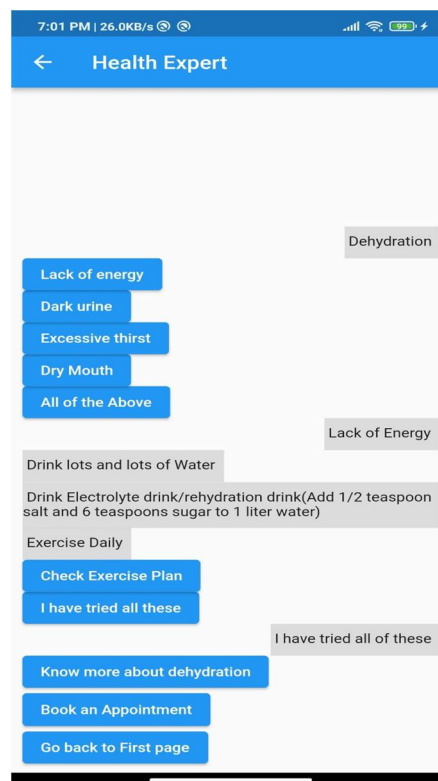 7:01 PM | 26.0KB/s
99
Health Expert
Dehydration
Lack of energy
Dark urine
Excessive thirst
Dry Mouth
All of the Above
Lack of Energy
Drink lots and lots of Water
Drink Electrolyte drink/rehydration drink(Add 1/2 teaspoon
salt and 6 teaspoons sugar to 1 liter water)
Exercise Daily
Check Exercise Plan
I have tried all these
I have tried all of these
Know more about dehydration
Book an Appointment
Go back to First page